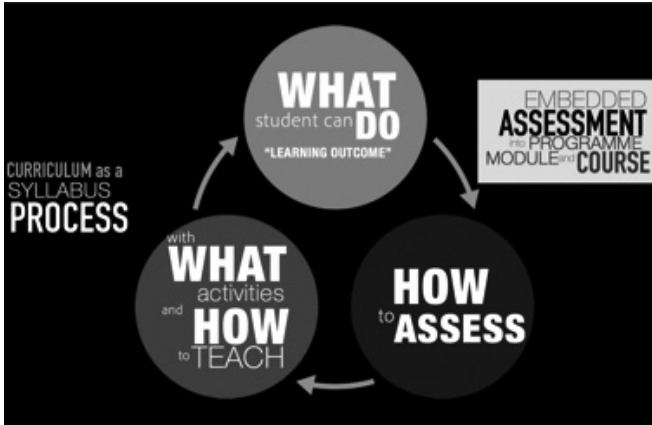 WHAT
student can DO
"LEARNING OUTCOME"
EMBEDDED
ASSESSMENT
into PROGRAMME
MODULE and COURSE
CURRICULUM as a
SYLLABUS
PROCESS
with
WHAT
activities
and HOW
to TEACH
HOW
to ASSESS